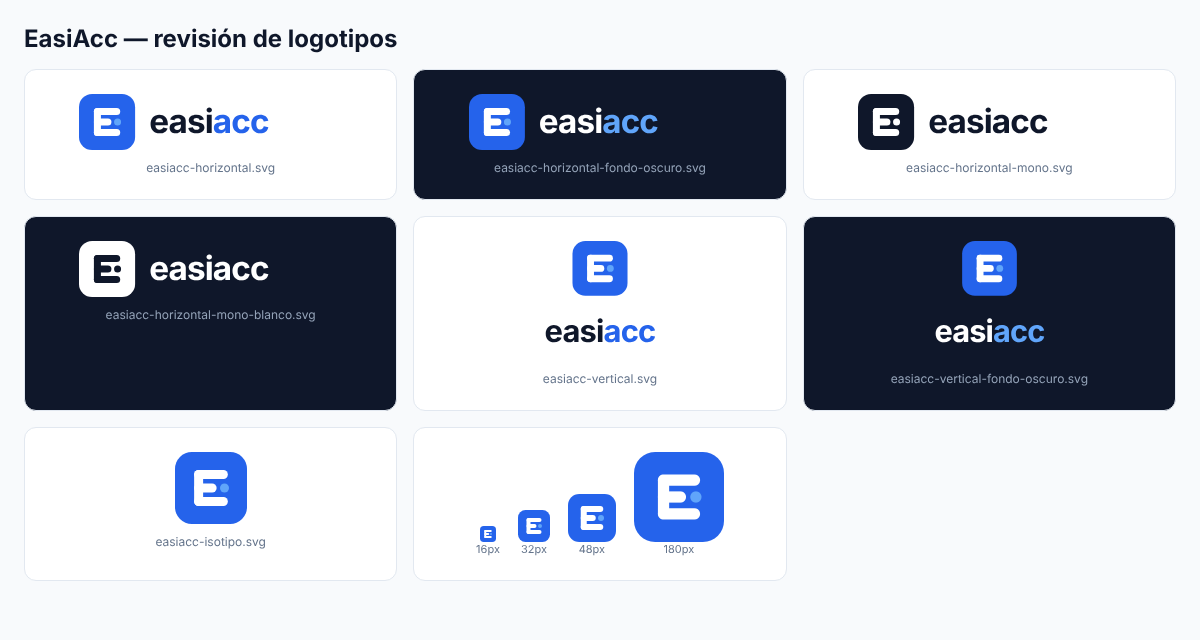 EasiAcc — revisión de logotipos
E easiacc
easiacc-horizontal.svg
E easiacc
easiacc-horizontal-fondo-oscuro.svg
E easiacc
easiacc-horizontal-mono.svg
E easiacc
easiacc-horizontal-mono-blanco.svg
E
easiacc
easiacc-vertical.svg
E
easiacc
easiacc-vertical-fondo-oscuro.svg
E
easiacc-isotipo.svg
E E E E
16px 32px 48px 180px